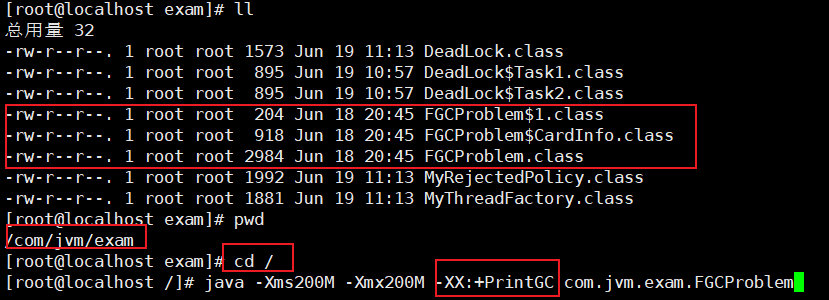 [root@localhost exam]# ll
总用量 32
-rw-r--r--. 1 root root 1573 Jun 19 11:13 DeadLock.class
-rw-r--r--. 1 root root  895 Jun 19 10:57 DeadLock$Task1.class
-rw-r--r--. 1 root root  895 Jun 19 10:57 DeadLock$Task2.class
-rw-r--r--. 1 root root  204 Jun 18 20:45 FGCProblem$1.class
-rw-r--r--. 1 root root  918 Jun 18 20:45 FGCProblem$CardInfo.class
-rw-r--r--. 1 root root 2984 Jun 18 20:45 FGCProblem.class
-rw-r--r--. 1 root root 1992 Jun 19 11:13 MyRejectedPolicy.class
-rw-r--r--. 1 root root 1881 Jun 19 11:13 MyThreadFactory.class
[root@localhost exam]# pwd
/com/jvm/exam
[root@localhost exam]# cd /
[root@localhost /]# java -Xms200M -Xmx200M -XX:+PrintGC com.jvm.exam.FGCProblem